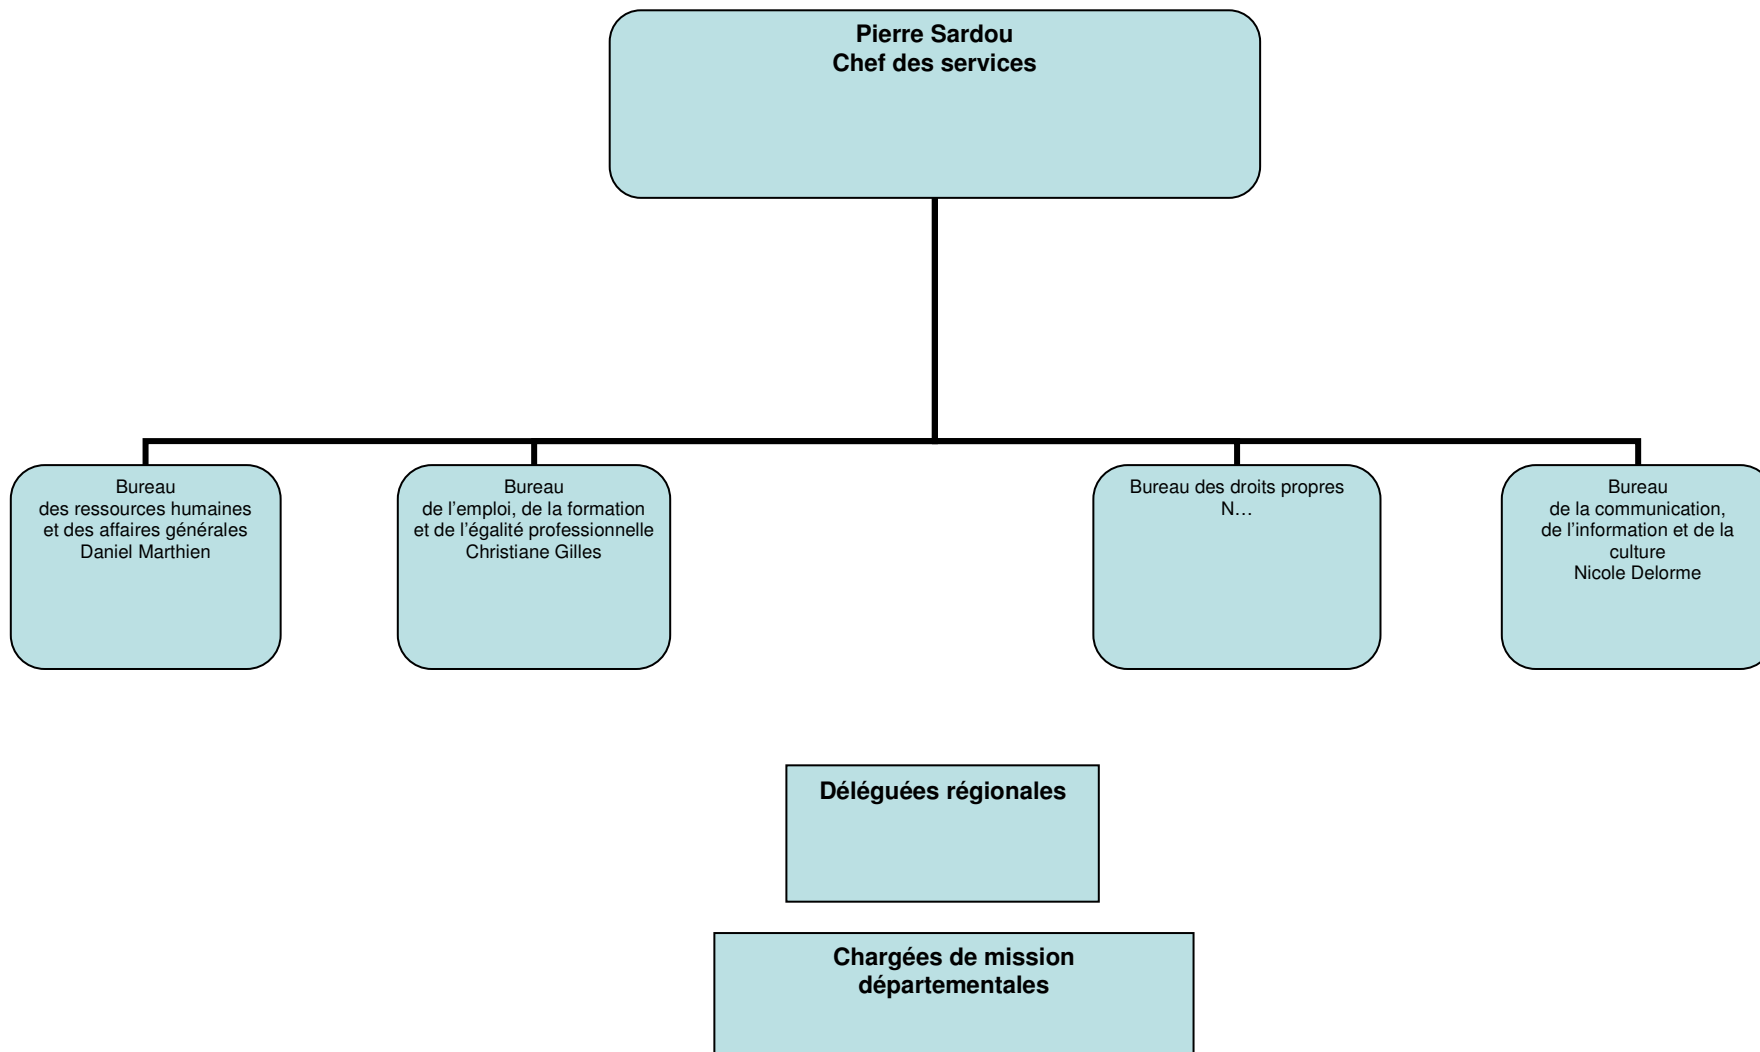 Pierre Sardou
Chef des services
Bureau
des ressources humaines
et des affaires générales
Daniel Marthien
Bureau
de l’emploi, de la formation
et de l’égalité professionnelle
Christiane Gilles
Bureau des droits propres
N…
Bureau
de la communication,
de l’information et de la
culture
Nicole Delorme
Déléguées régionales
Chargées de mission
départementales